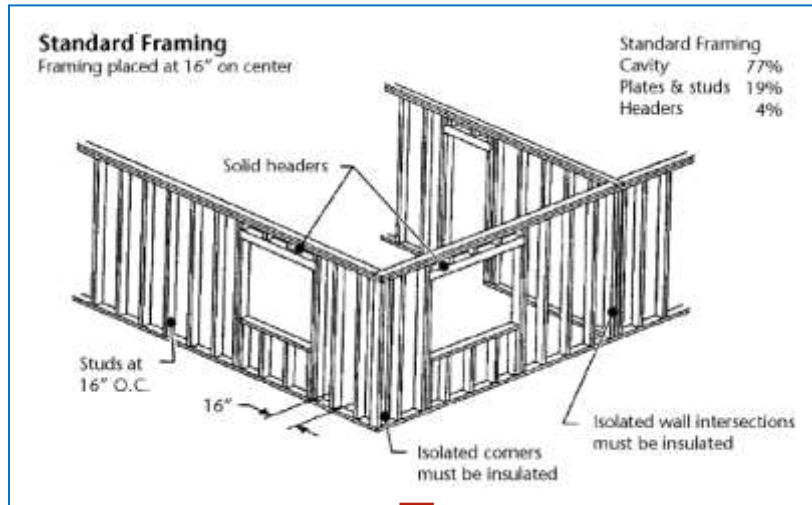 Standard Framing
Framing placed at 16" on center
Standard Framing
Cavity 77%
Plates & studs 19%
Headers 4%
Solid headers
Studs at
16" O.C.
16"
Isolated corners
must be insulated
Isolated wall intersections
must be insulated